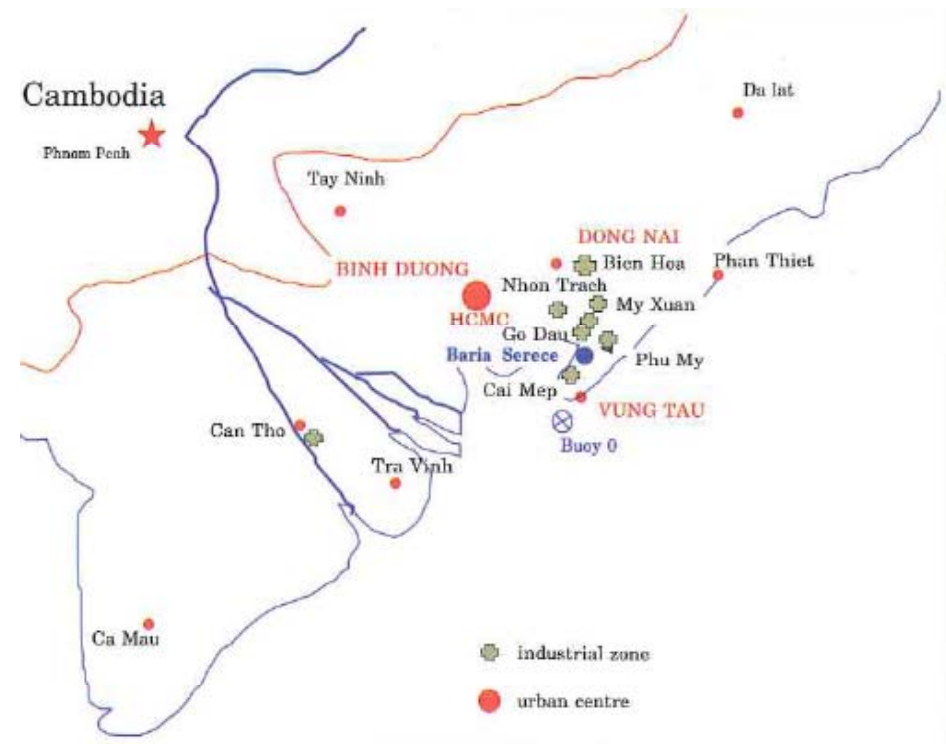 Da lat
Cambodia
Phnom Penh
Tay Ninh
DONG NAI
BINH DUONG
Bien Hoa
Phan Thiet
Nhon Trach
My Xuan
HCMC
Go Dau
Baria Serece
Phu My
Cai Mep
VUNG TAU
Can Tho
Buoy 0
Tra Vinh
Ca Mau
industrial zone
urban centre